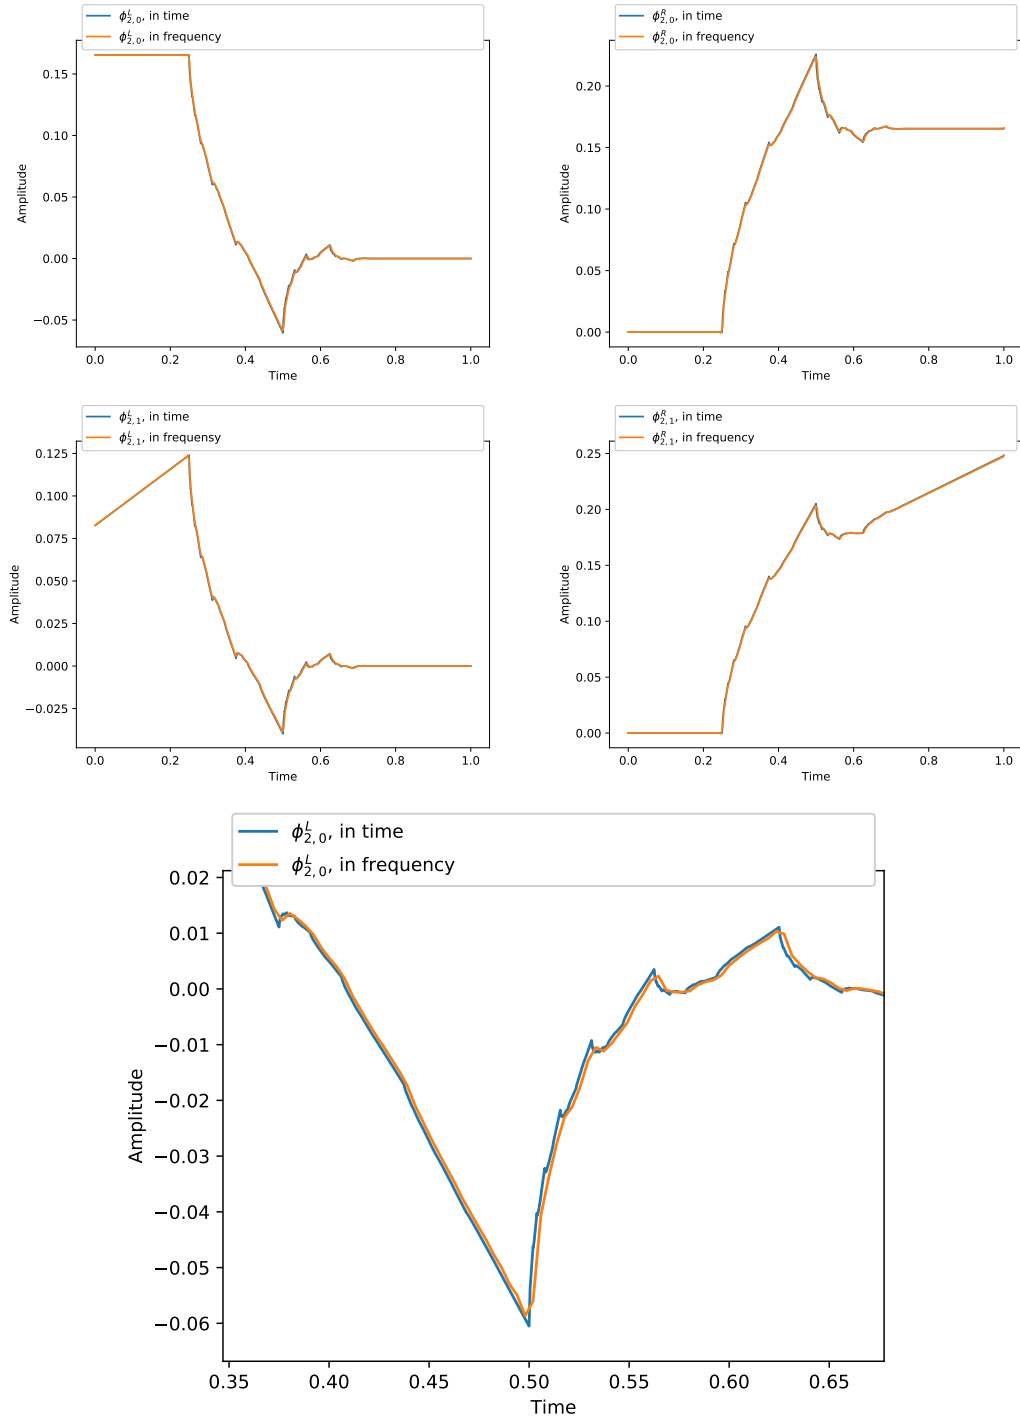 ϕ^L_{2,0}, in time
ϕ^L_{2,0}, in frequency
Amplitude
0.15
0.10
0.05
0.00
−0.05
0.0 0.2 0.4 0.6 0.8 1.0
Time
ϕ^R_{2,0}, in time
ϕ^R_{2,0}, in frequency
Amplitude
0.20
0.15
0.10
0.05
0.00
0.0 0.2 0.4 0.6 0.8 1.0
Time
ϕ^L_{2,1}, in time
ϕ^L_{2,1}, in frequensy
Amplitude
0.125
0.100
0.075
0.050
0.025
0.000
−0.025
0.0 0.2 0.4 0.6 0.8 1.0
Time
ϕ^R_{2,1}, in time
ϕ^R_{2,1}, in frequency
Amplitude
0.25
0.20
0.15
0.10
0.05
0.00
0.0 0.2 0.4 0.6 0.8 1.0
Time
ϕ^L_{2,0}, in time
ϕ^L_{2,0}, in frequency
Amplitude
0.02
0.01
0.00
−0.01
−0.02
−0.03
−0.04
−0.05
−0.06
0.35 0.40 0.45 0.50 0.55 0.60 0.65
Time